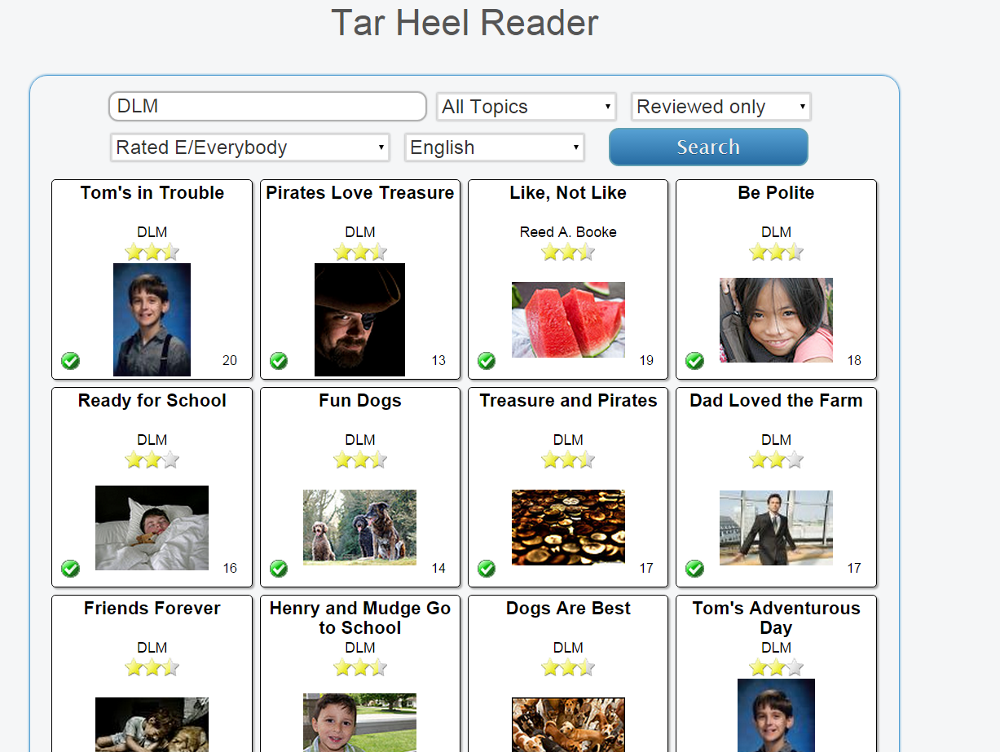 Tar Heel Reader
DLM
All Topics
Reviewed only
Rated E/Everybody
English
Search
Tom's in Trouble
DLM
20
Pirates Love Treasure
DLM
13
Like, Not Like
Reed A. Booke
19
Be Polite
DLM
18
Ready for School
DLM
16
Fun Dogs
DLM
14
Treasure and Pirates
DLM
17
Dad Loved the Farm
DLM
17
Friends Forever
DLM
Henry and Mudge Go
to School
DLM
Dogs Are Best
DLM
Tom's Adventurous
Day
DLM